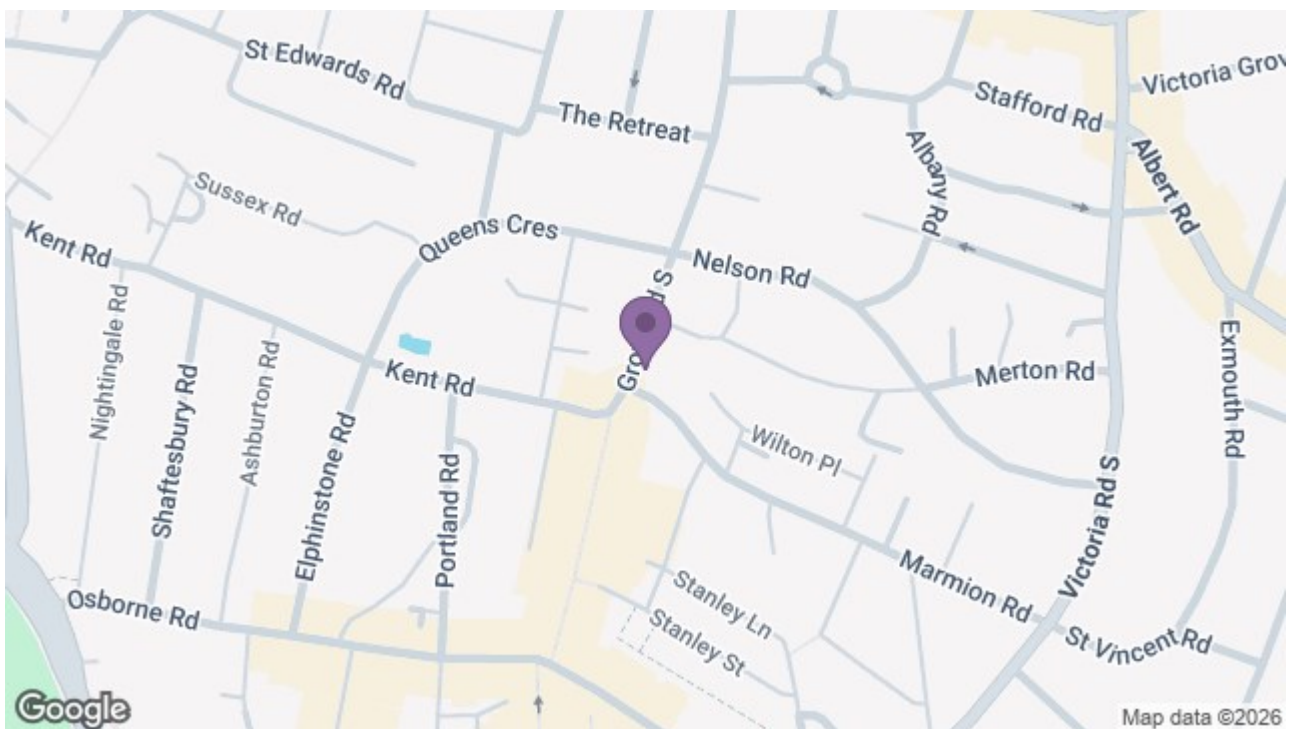 St Edwards Rd
The Retreat
Stafford Rd
Victoria Grov
Albany Rd
Albert Rd
Sussex Rd
Queens Cres
Kent Rd
Nelson Rd
Gro
d S
Nightingale Rd
Shaftesbury Rd
Ashburton Rd
Kent Rd
Merton Rd
Exmouth Rd
Elphinstone Rd
Portland Rd
Wilton Pl
Victoria Rd S
Marmion Rd
Osborne Rd
Stanley Ln
Stanley St
St Vincent Rd
Google
Map data ©2026